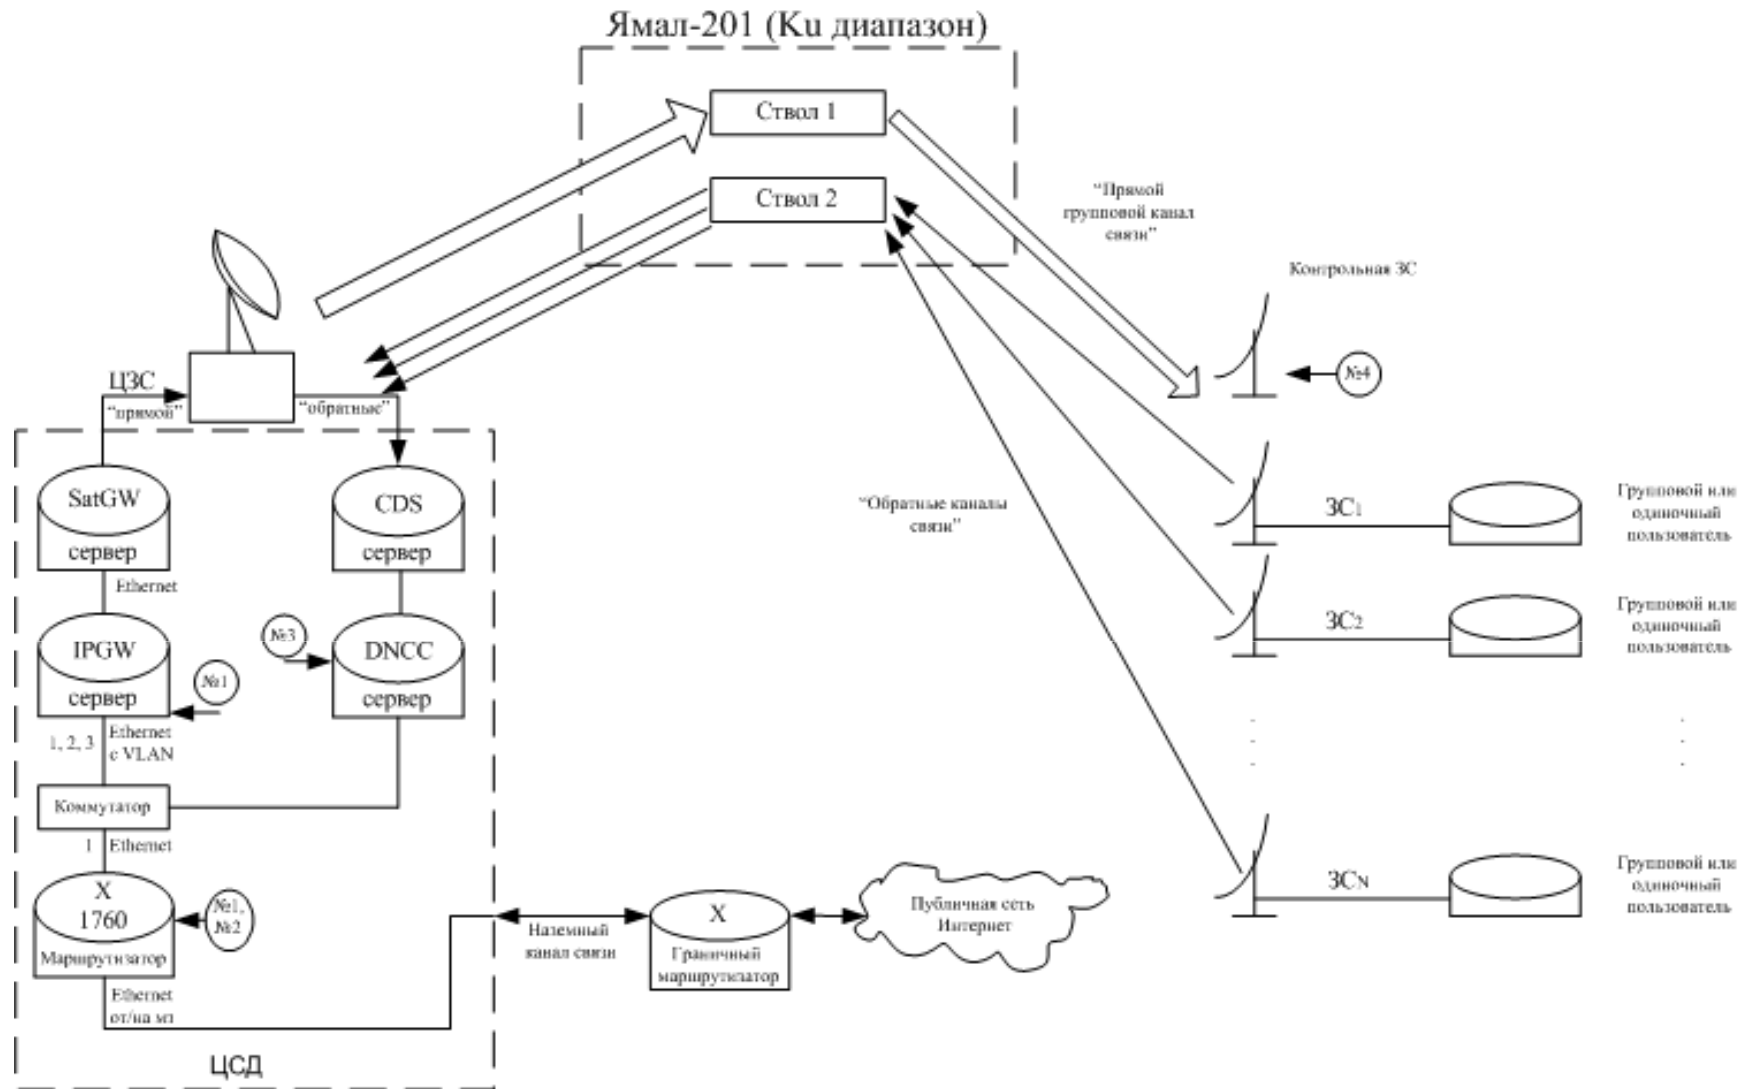 Ямал-201 (Ku диапазон)
Ствол 1
Ствол 2
“Прямой
групповой канал
связи”
Контрольная ЗС
№4
ЦЗС
“прямой”
“обратные”
SatGW
сервер
CDS
сервер
Ethernet
IPGW
сервер
№1
№3
DNCC
сервер
1, 2, 3
Ethernet
с VLAN
Коммутатор
1
Ethernet
X
1760
Маршрутизатор
№1,
№2
Ethernet
от/на мз
ЦСД
Наземный
канал связи
X
Граничный
маршрутизатор
Публичная сеть
Интернет
“Обратные каналы
связи”
ЗС1
Групповой или
одиночный
пользователь
ЗС2
Групповой или
одиночный
пользователь
ЗСN
Групповой или
одиночный
пользователь